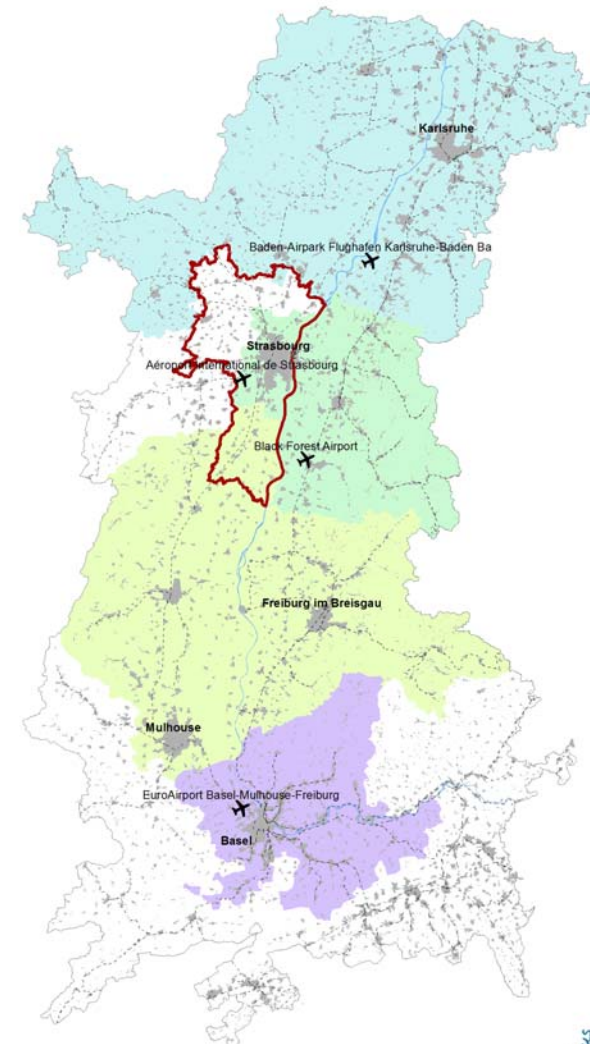 Karlsruhe
Baden-Airpark Flughafen Karlsruhe-Baden Ba
Strasbourg
Aéroport International de Strasbourg
Black Forest Airport
Freiburg im Breisgau
Mulhouse
EuroAirport Basel-Mulhouse-Freiburg
Basel